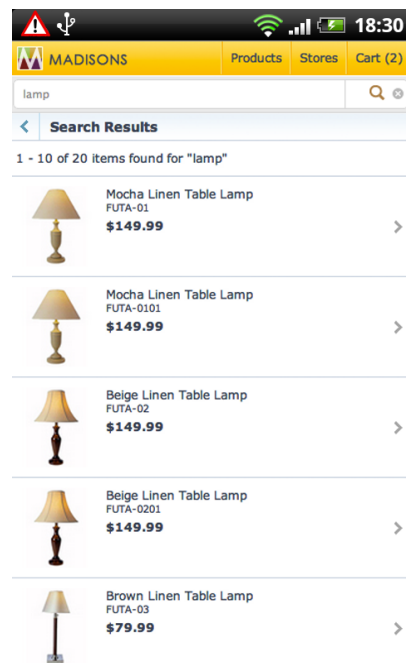 18:30
MADISONS Products Stores Cart (2)
lamp
Search Results
1 - 10 of 20 items found for "lamp"
Mocha Linen Table Lamp
FUTA-01
$149.99
Mocha Linen Table Lamp
FUTA-0101
$149.99
Beige Linen Table Lamp
FUTA-02
$149.99
Beige Linen Table Lamp
FUTA-0201
$149.99
Brown Linen Table Lamp
FUTA-03
$79.99